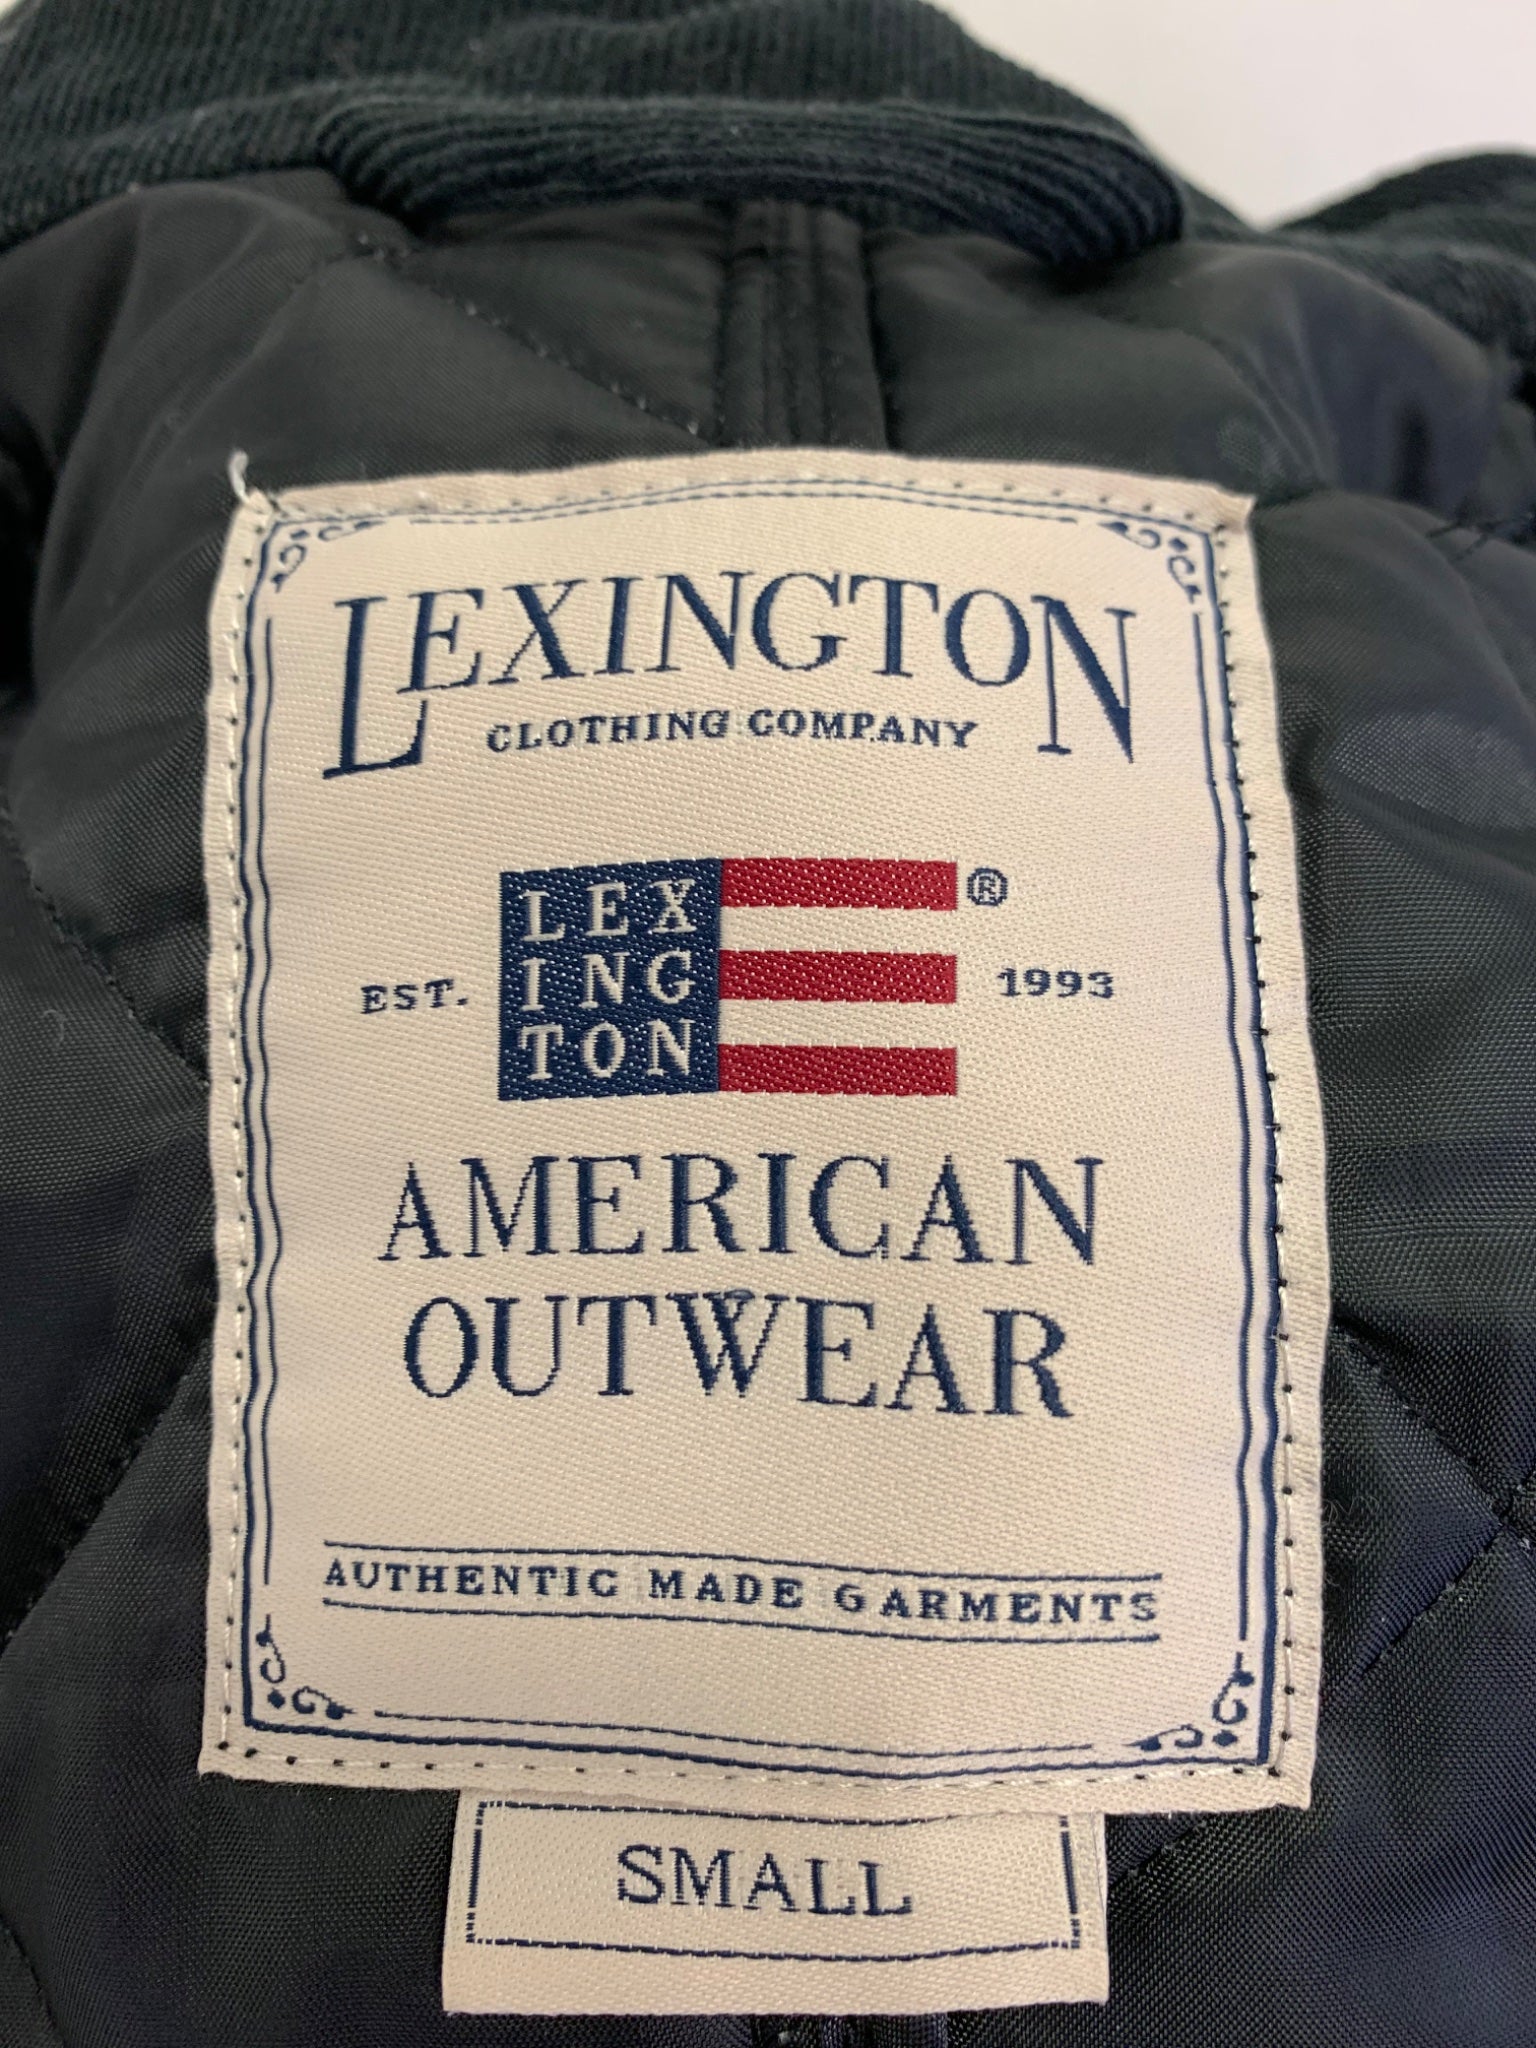 LEXINGTON
CLOTHING COMPANY
LEX
ING
TON
®
EST.
1993
AMERICAN
OUTWEAR
AUTHENTIC MADE GARMENTS
SMALL